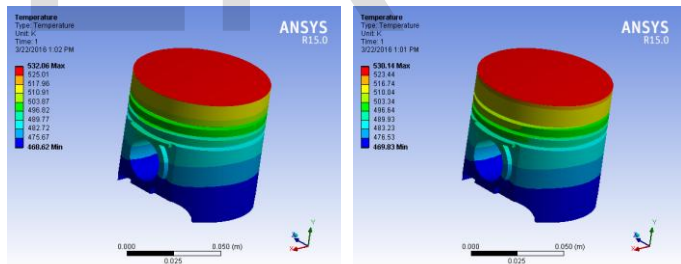 Temperature
Type: Temperature
Unit: K
Time: 1
3/22/2016 1:02 PM
532.06 Max
525.01
517.96
510.91
503.87
496.82
489.77
482.72
475.67
468.62 Min
ANSYS
R15.0
0.000
0.050 (m)
0.025
Y
X
Temperature
Type: Temperature
Unit: K
Time: 1
3/22/2016 1:01 PM
530.14 Max
523.44
516.74
510.04
503.34
496.64
489.93
483.23
476.53
469.83 Min
ANSYS
R15.0
0.000
0.050 (m)
0.025
Y
X